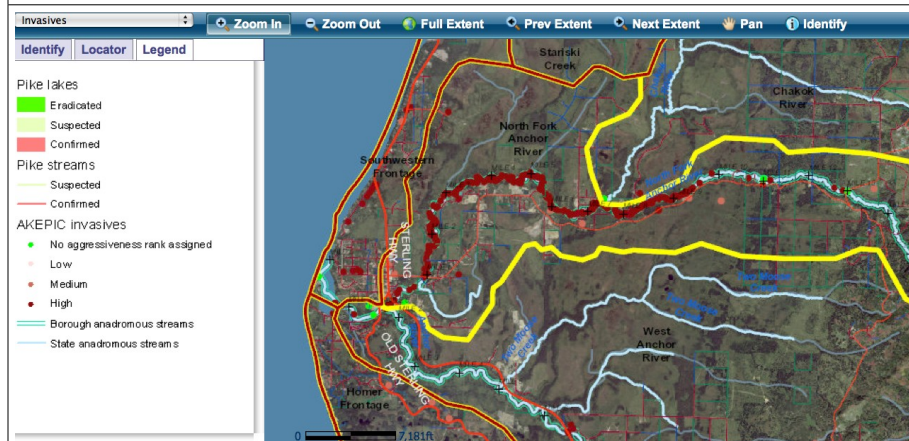 Invasives
Zoom In
Zoom Out
Full Extent
Prev Extent
Next Extent
Pan
Identify
Identify
Locator
Legend
Pike lakes
Eradicated
Suspected
Confirmed
Pike streams
Suspected
Confirmed
AKEPIC invasives
No aggressiveness rank assigned
Low
Medium
High
Borough anadromous streams
State anadromous streams
Stariski
Creek
Chakok
River
North Fork
Anchor
River
Southwestern
Frontage
Anchor River
STERLING
HWY
OLD STERLING
HWY
West
Anchor
River
Homer
Frontage
0
7,181ft